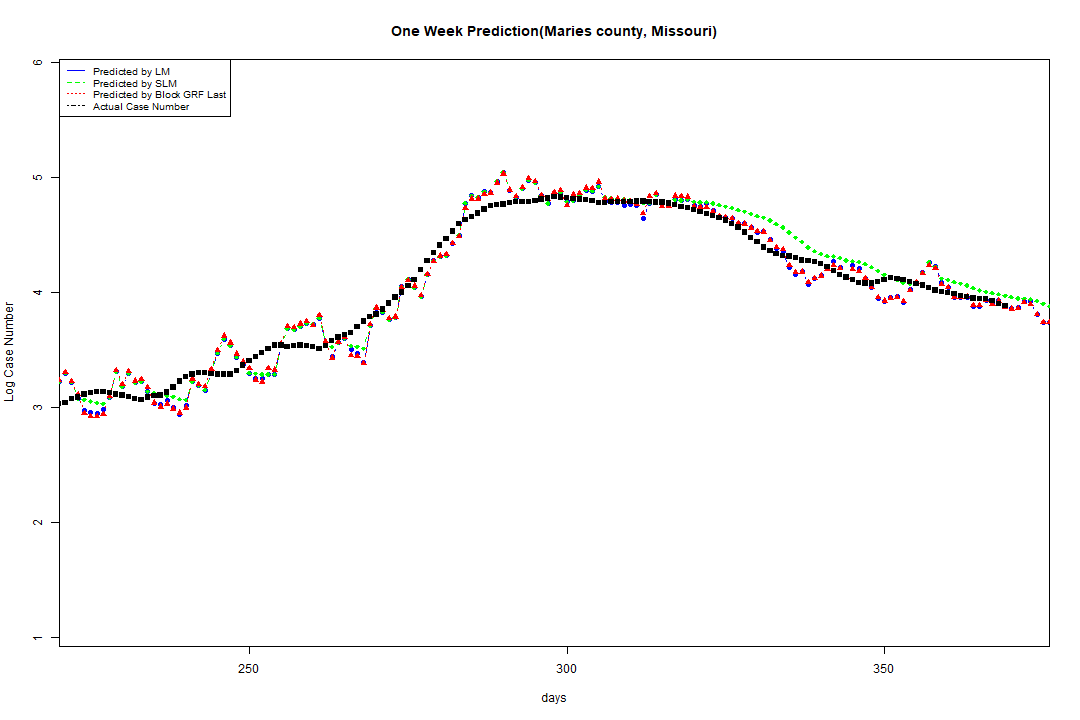 One Week Prediction(Maries county, Missouri)
Predicted by LM
Predicted by SLM
Predicted by Block GRF Last
Actual Case Number
6
5
4
3
2
1
Log Case Number
250
300
350
days